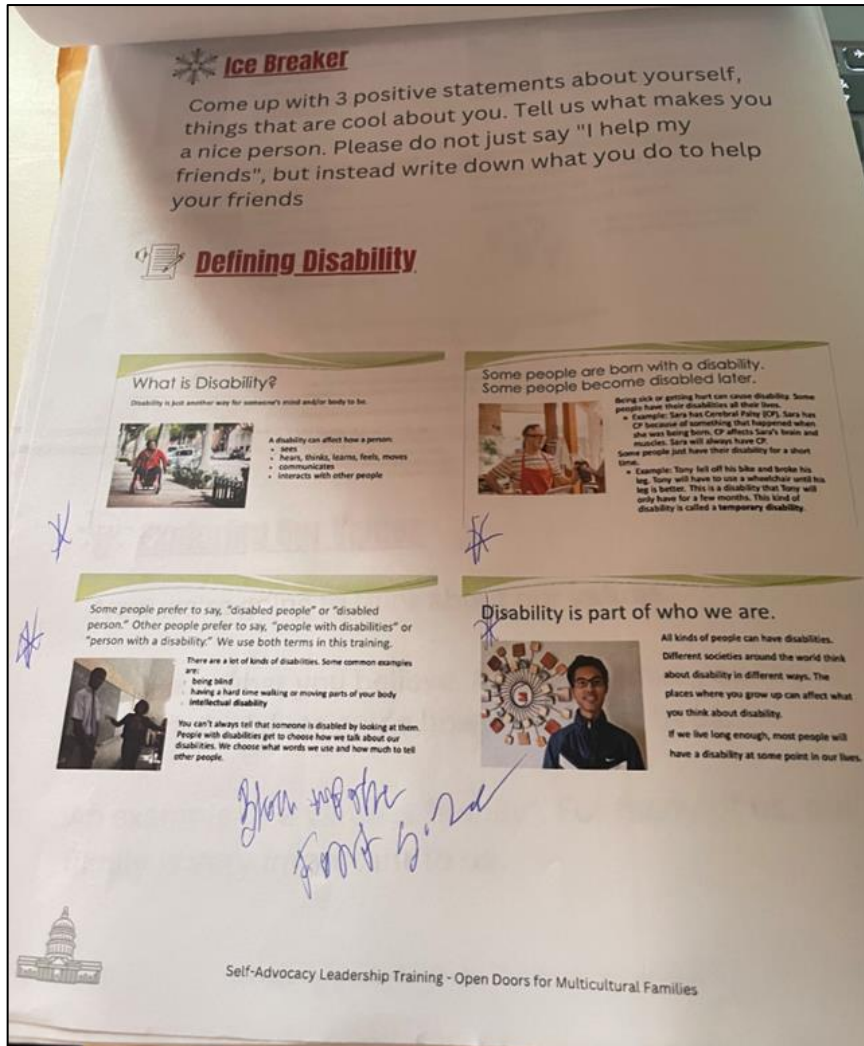 Ice Breaker
Come up with 3 positive statements about yourself,
things that are cool about you. Tell us what makes you
a nice person. Please do not just say "I help my
friends", but instead write down what you do to help
your friends
Defining Disability
What is Disability?
Disability is just another way for someone's mind and/or body to be.
A disability can affect how a person:
• sees
• hears, thinks, learns, feels, moves
• communicates
• interacts with other people
Some people are born with a disability.
Some people become disabled later.
Being sick or getting hurt can cause disability. Some
people have their disabilities all their lives.
• Example: Sara has Cerebral Palsy (CP). Sara has
CP because of something that happened when
she was being born. CP affects Sara's brain and
muscles. Sara will always have CP.
Some people just have their disability for a short
time.
• Example: Tony fell off his bike and broke his
leg. Tony will have to use a wheelchair until his
leg is better. This is a disability that Tony will
only have for a few months. This kind of
disability is called a temporary disability.
Some people prefer to say, "disabled people" or "disabled
person." Other people prefer to say, "people with disabilities" or
"person with a disability." We use both terms in this training.
There are a lot of kinds of disabilities. Some common examples
are:
• being blind
• having a hard time walking or moving parts of your body
• intellectual disability
You can't always tell that someone is disabled by looking at them.
People with disabilities get to choose how we talk about our
disabilities. We choose what words we use and how much to tell
other people.
Disability is part of who we are.
All kinds of people can have disabilities.
Different societies around the world think
about disability in different ways. The
places where you grow up can affect what
you think about disability.
If we live long enough, most people will
have a disability at some point in our lives.
Font size
Self-Advocacy Leadership Training - Open Doors for Multicultural Families